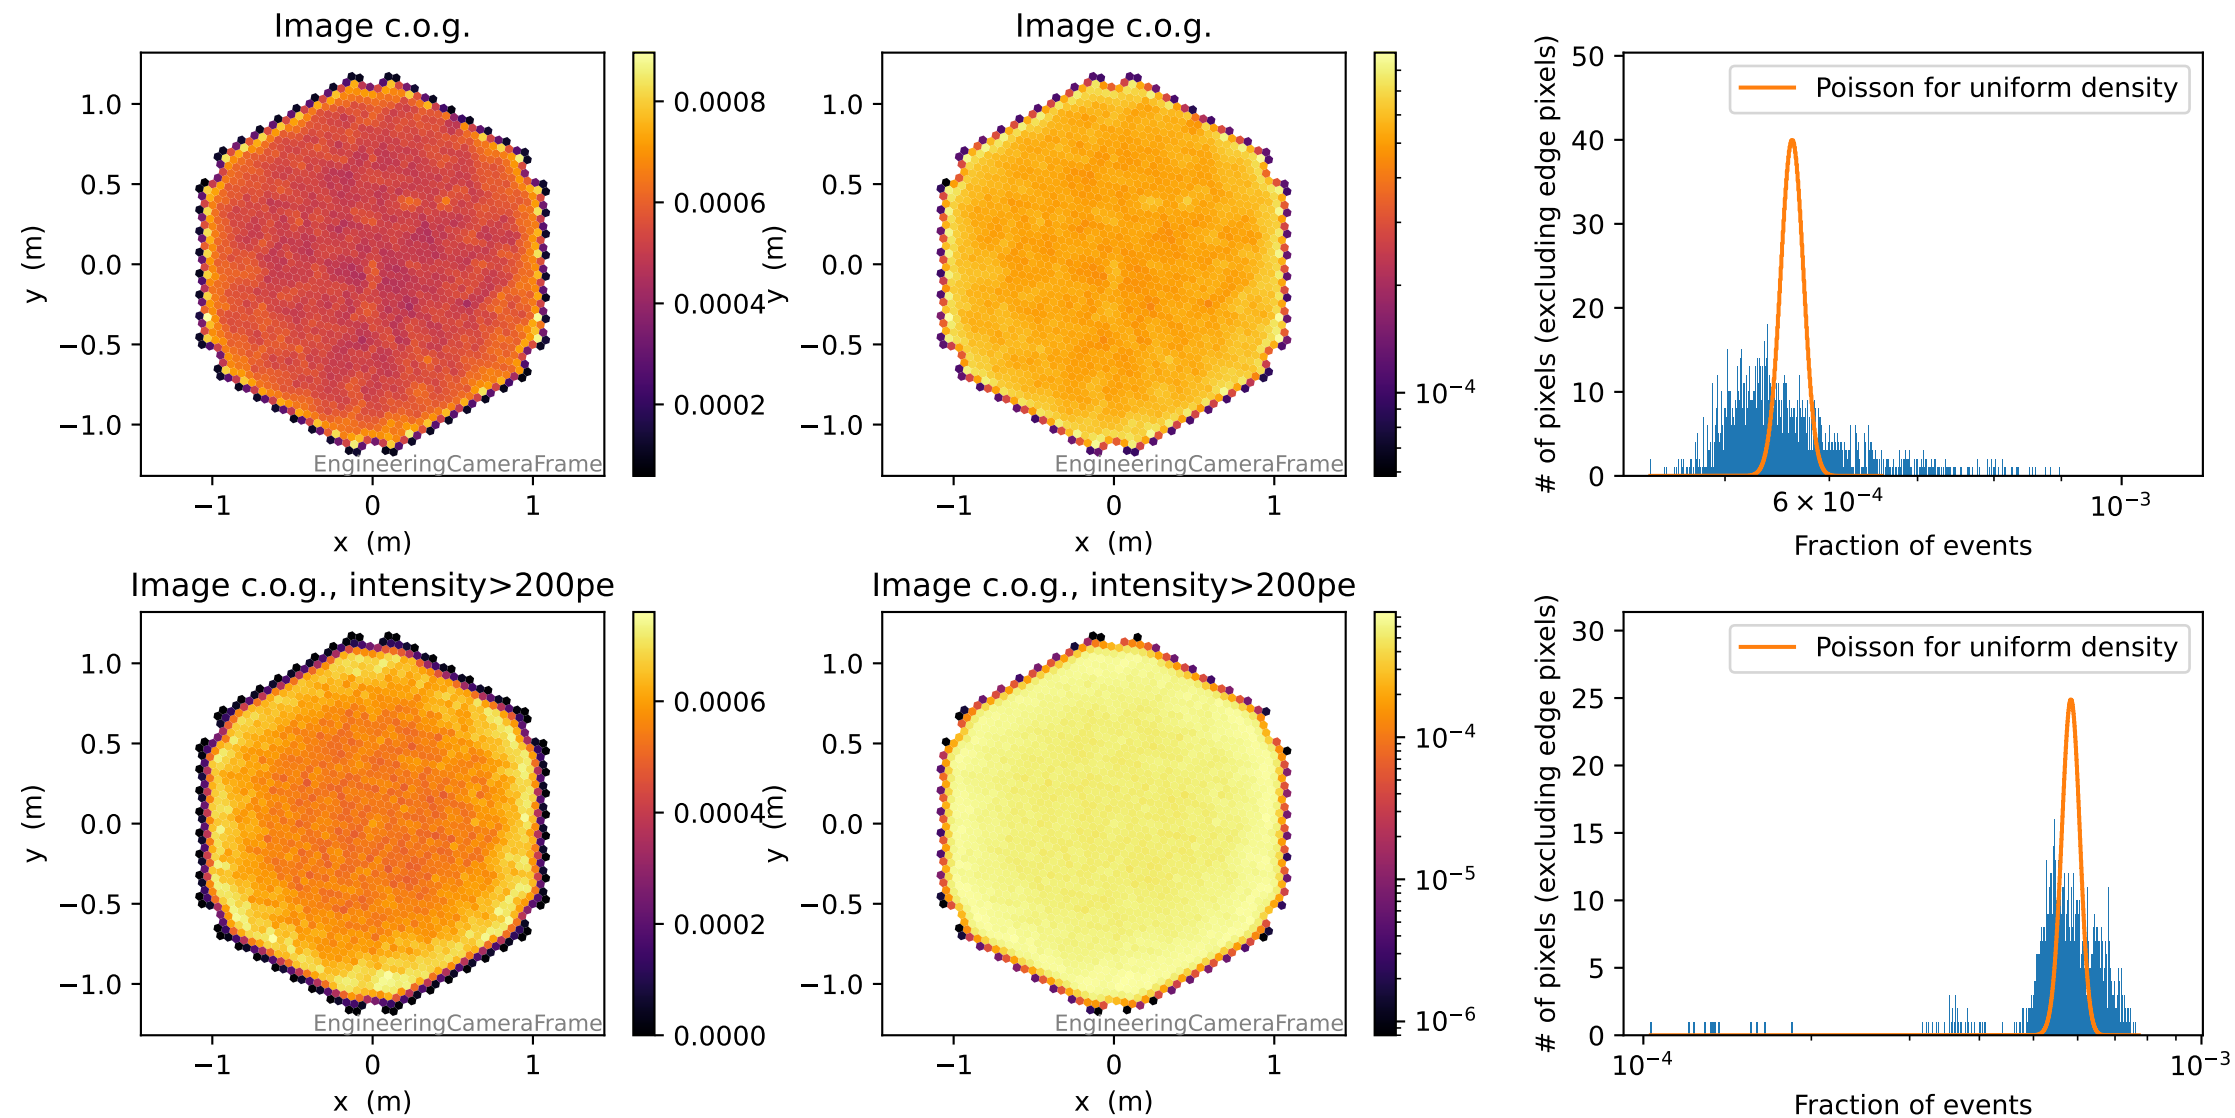 Image c.o.g.
1.0
0.5
0.0
−0.5
−1.0
y (m)
−1 0 1
x (m)
EngineeringCameraFrame
0.0008
0.0006
0.0004
0.0002
Image c.o.g.
1.0
0.5
0.0
−0.5
−1.0
y (m)
−1 0 1
x (m)
EngineeringCameraFrame
10⁻⁴
# of pixels (excluding edge pixels)
50
40
30
20
10
0
Poisson for uniform density
6 × 10⁻⁴ 10⁻³
Fraction of events
Image c.o.g., intensity>200pe
1.0
0.5
0.0
−0.5
−1.0
y (m)
−1 0 1
x (m)
EngineeringCameraFrame
0.0006
0.0004
0.0002
0.0000
Image c.o.g., intensity>200pe
1.0
0.5
0.0
−0.5
−1.0
y (m)
−1 0 1
x (m)
EngineeringCameraFrame
10⁻⁴
10⁻⁵
10⁻⁶
# of pixels (excluding edge pixels)
30
25
20
15
10
5
0
Poisson for uniform density
10⁻⁴ 10⁻³
Fraction of events